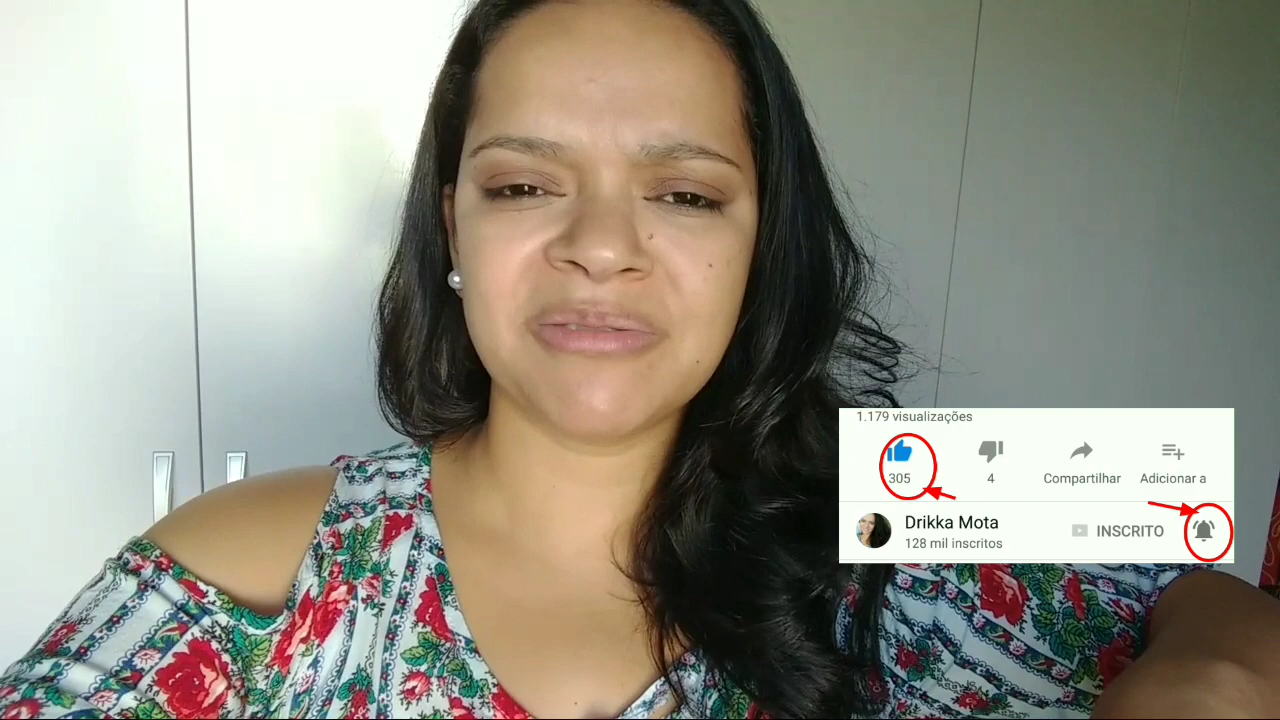 1.179 visualizações
305 4 Compartilhar Adicionar a
Drikka Mota INSCRITO
128 mil inscritos